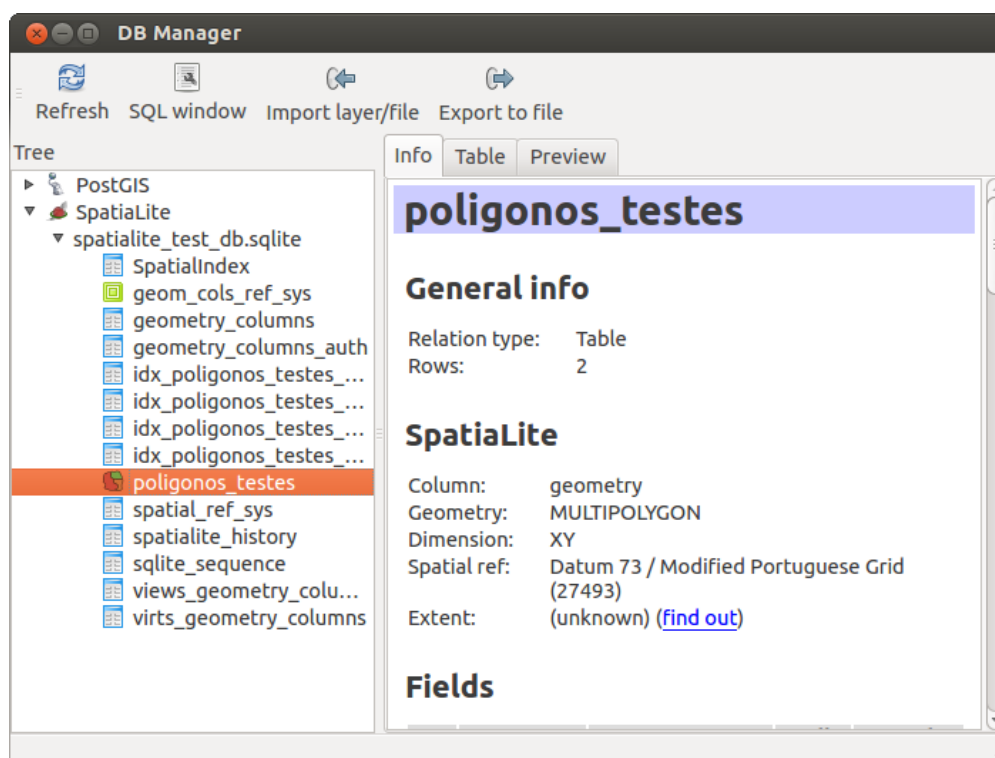 DB Manager
Refresh SQL window Import layer/file Export to file
Tree
PostGIS
SpatiaLite
spatialite_test_db.sqlite
SpatialIndex
geom_cols_ref_sys
geometry_columns
geometry_columns_auth
idx_poligonos_testes_...
idx_poligonos_testes_...
idx_poligonos_testes_...
idx_poligonos_testes_...
poligonos_testes
spatial_ref_sys
spatialite_history
sqlite_sequence
views_geometry_colu...
virts_geometry_columns
Info Table Preview
poligonos_testes
General info
Relation type: Table
Rows: 2
SpatiaLite
Column: geometry
Geometry: MULTIPOLYGON
Dimension: XY
Spatial ref: Datum 73 / Modified Portuguese Grid
(27493)
Extent: (unknown) (find out)
Fields